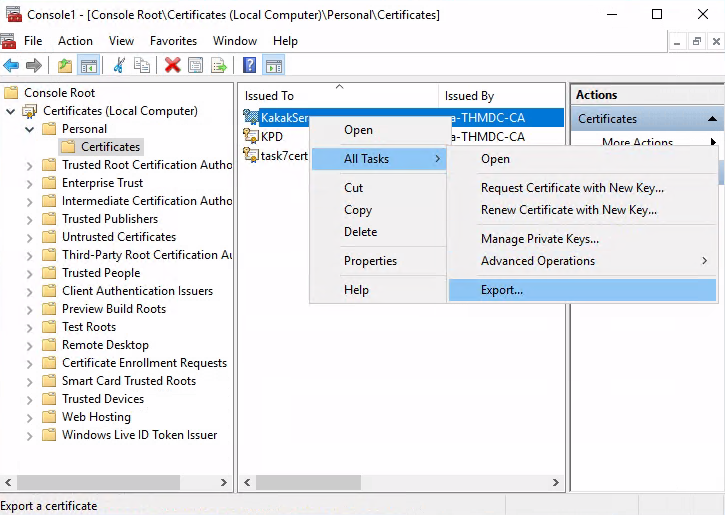 Console1 - [Console Root\Certificates (Local Computer)\Personal\Certificates]
File Action View Favorites Window Help
Console Root
Certificates (Local Computer)
Personal
Certificates
Trusted Root Certification Autho
Enterprise Trust
Intermediate Certification Autho
Trusted Publishers
Untrusted Certificates
Third-Party Root Certification Au
Trusted People
Client Authentication Issuers
Preview Build Roots
Test Roots
Remote Desktop
Certificate Enrollment Requests
Smart Card Trusted Roots
Trusted Devices
Web Hosting
Windows Live ID Token Issuer
Issued To Issued By
KakakSer a-THMDC-CA
KPD a-THMDC-CA
task7cert
Open
All Tasks
Cut
Copy
Delete
Properties
Help
Open
Request Certificate with New Key...
Renew Certificate with New Key...
Manage Private Keys...
Advanced Operations
Export...
Actions
Certificates
More Actions
Export a certificate